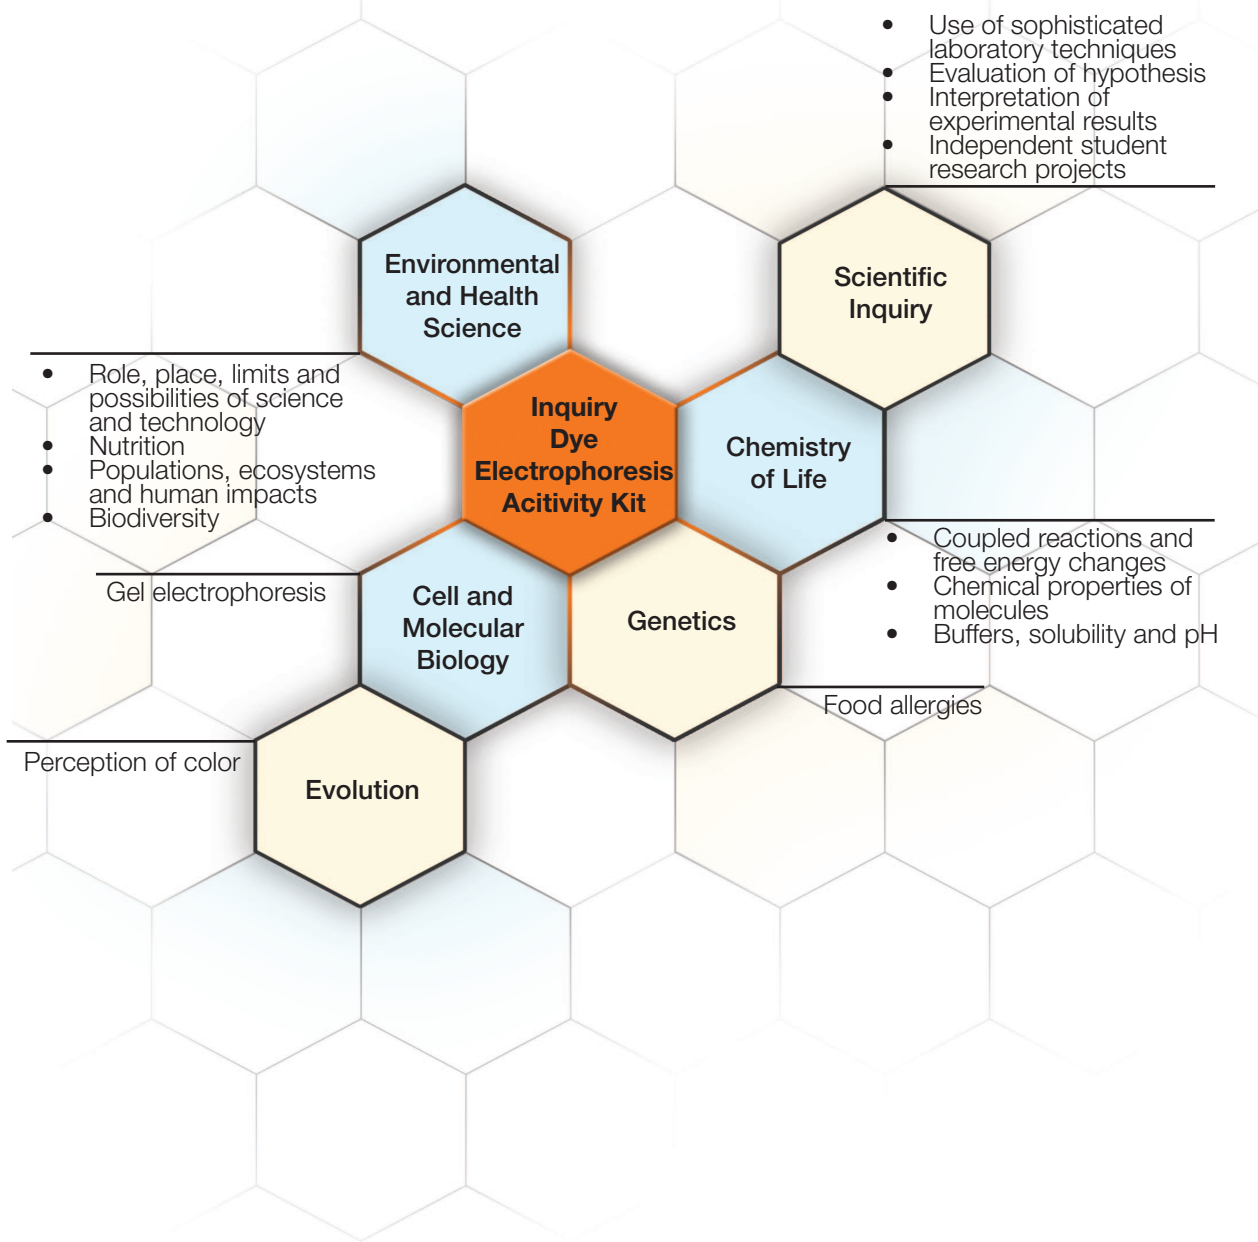 • Use of sophisticated
laboratory techniques
• Evaluation of hypothesis
• Interpretation of
experimental results
• Independent student
research projects
Environmental
and Health
Science
Scientific
Inquiry
• Role, place, limits and
possibilities of science
and technology
• Nutrition
• Populations, ecosystems
and human impacts
• Biodiversity
Inquiry
Dye
Electrophoresis
Acitivity Kit
Chemistry
of Life
• Coupled reactions and
free energy changes
• Chemical properties of
molecules
• Buffers, solubility and pH
Gel electrophoresis
Cell and
Molecular
Biology
Genetics
Food allergies
Perception of color
Evolution